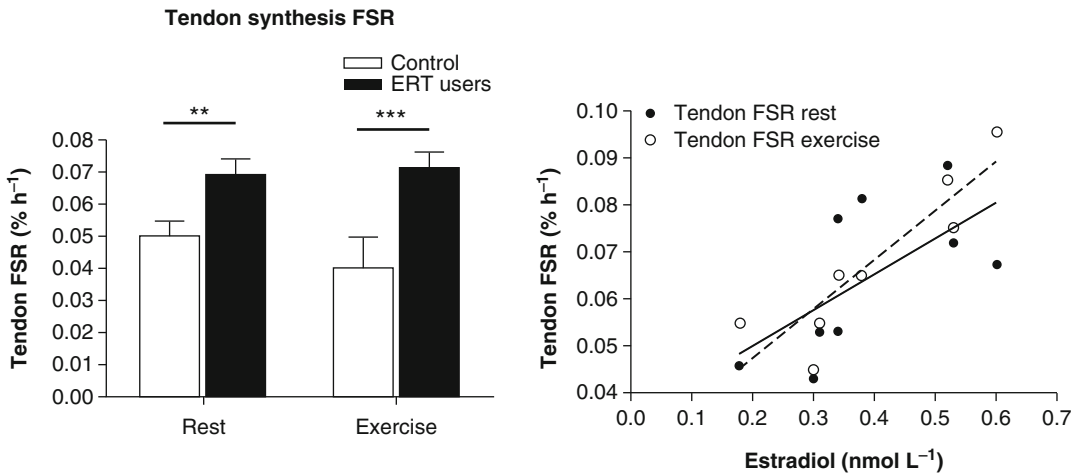 Tendon synthesis FSR
Control
ERT users
**
***
Tendon FSR (% h⁻¹)
0.08
0.07
0.06
0.05
0.04
0.03
0.02
0.01
0.00
Rest
Exercise
Tendon FSR rest
Tendon FSR exercise
Tendon FSR (% h⁻¹)
0.10
0.09
0.08
0.07
0.06
0.05
0.04
0.0
0.1
0.2
0.3
0.4
0.5
0.6
0.7
Estradiol (nmol L⁻¹)